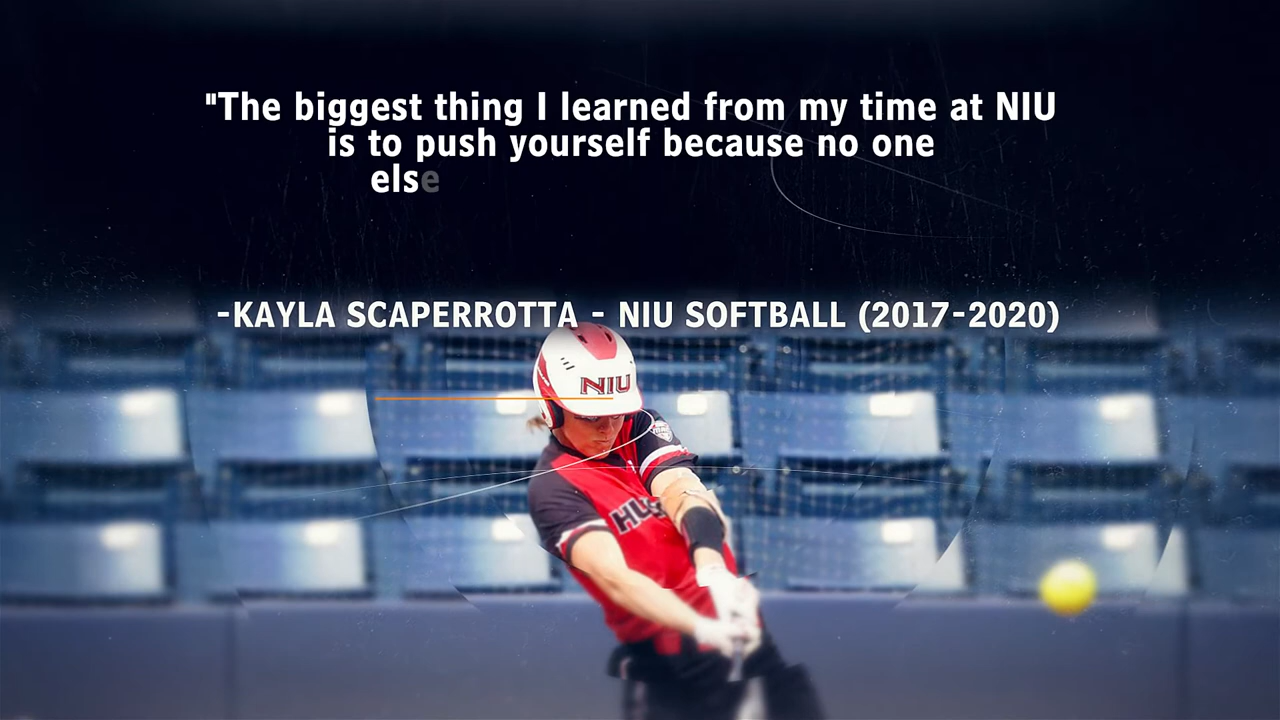 "The biggest thing I learned from my time at NIU
is to push yourself because no one
else
-KAYLA SCAPERROTTA - NIU SOFTBALL (2017-2020)
NIU